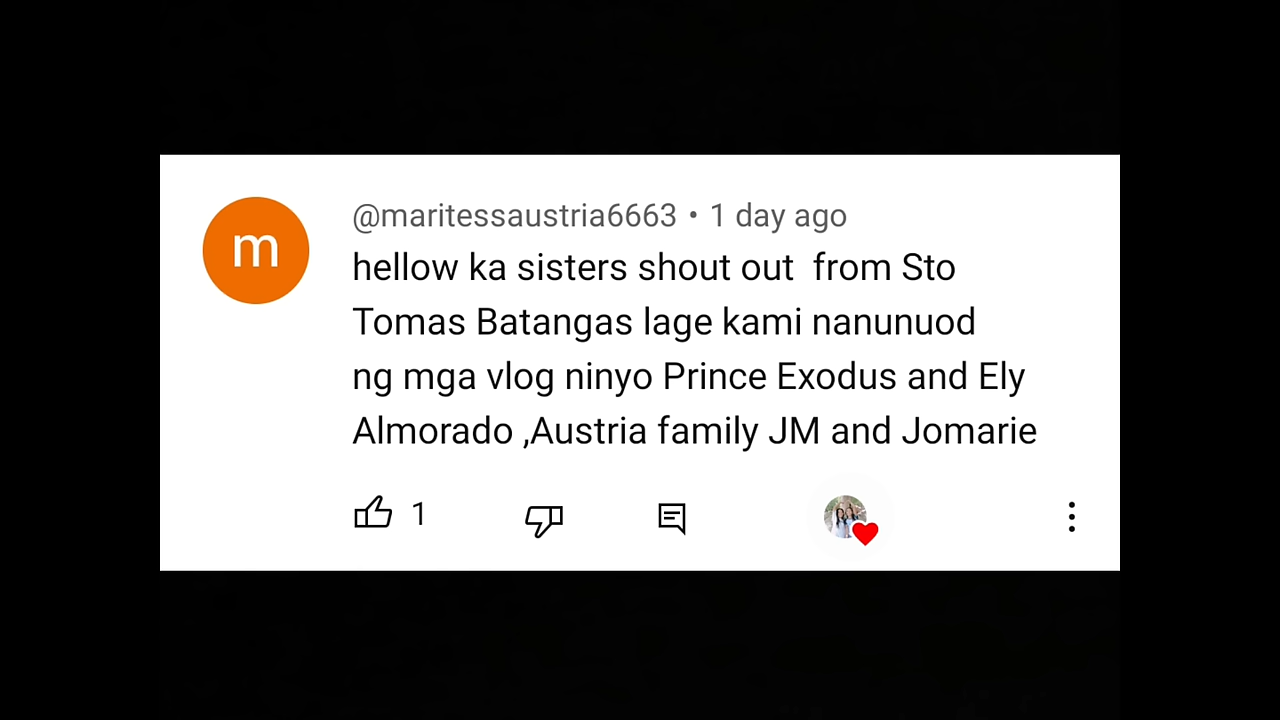 m
@maritessaustria6663 • 1 day ago
hellow ka sisters shout out  from Sto
Tomas Batangas lage kami nanunuod
ng mga vlog ninyo Prince Exodus and Ely
Almorado ,Austria family JM and Jomarie
1